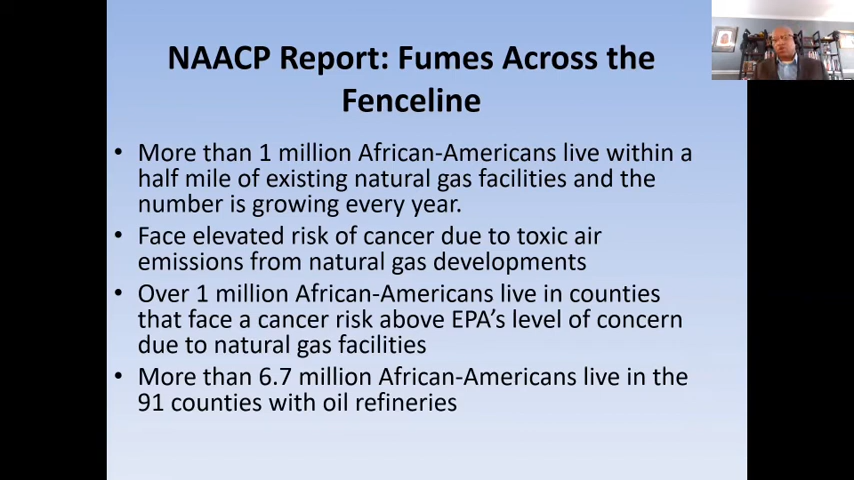 NAACP Report: Fumes Across the
Fenceline
• More than 1 million African-Americans live within a
half mile of existing natural gas facilities and the
number is growing every year.
• Face elevated risk of cancer due to toxic air
emissions from natural gas developments
• Over 1 million African-Americans live in counties
that face a cancer risk above EPA’s level of concern
due to natural gas facilities
• More than 6.7 million African-Americans live in the
91 counties with oil refineries